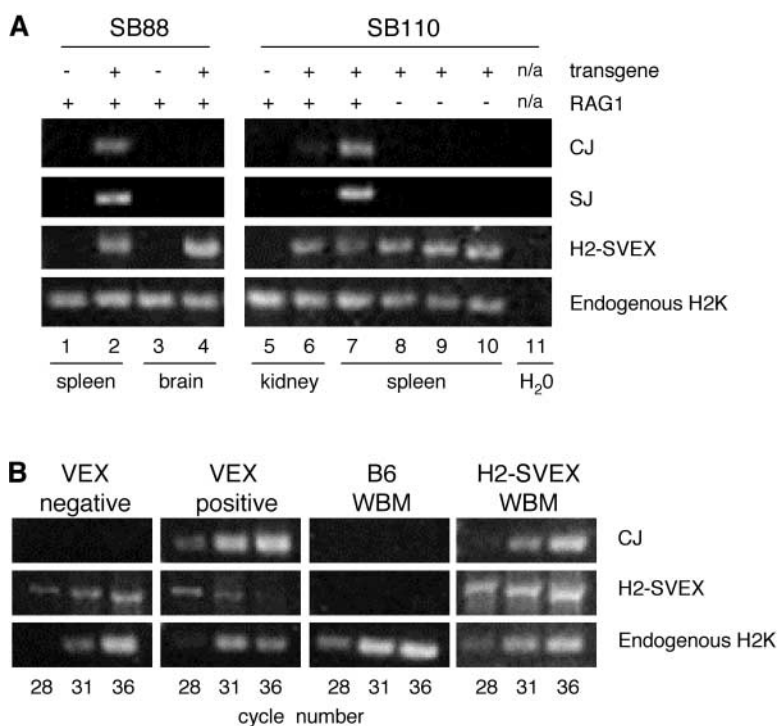 A
SB88 SB110
- + - + - + + + + + n/a transgene
+ + + + + + + - - - n/a RAG1
CJ
SJ
H2-SVEX
Endogenous H2K
1 2 3 4 5 6 7 8 9 10 11
spleen brain kidney spleen H₂0
B
VEX negative VEX positive B6 WBM H2-SVEX WBM
CJ
H2-SVEX
Endogenous H2K
28 31 36 28 31 36 28 31 36 28 31 36
cycle number